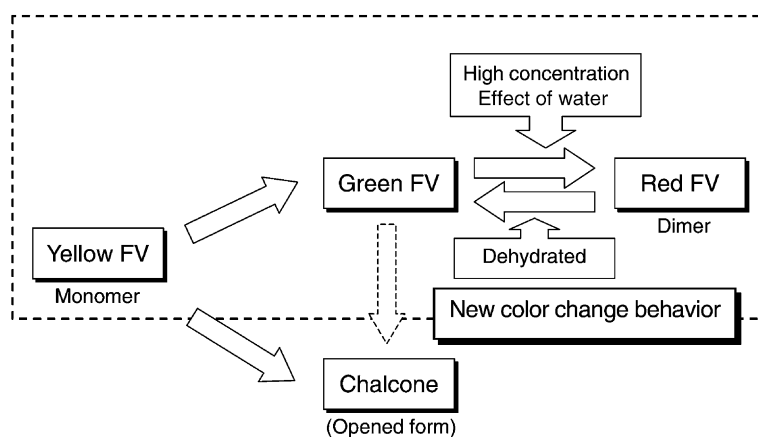 High concentration
Effect of water
Green FV
Red FV
Dimer
Yellow FV
Monomer
Dehydrated
New color change behavior
Chalcone
(Opened form)